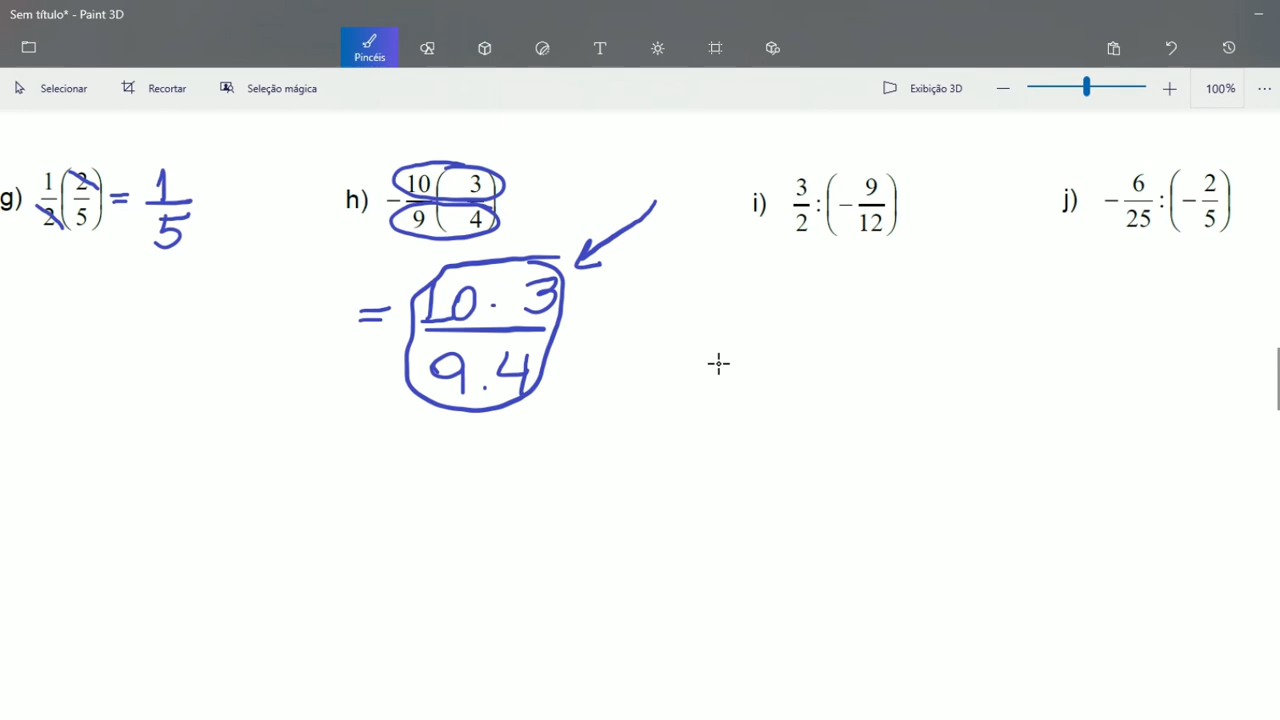 Sem título* - Paint 3D
Pincéis
Selecionar Recortar Seleção mágica Exibição 3D 100%
g) 1/2 (2/5) = 1/5
h) - 10/9 ( 3/4
= 10 . 3 / 9 . 4
i) 3/2 : (- 9/12)
j) - 6/25 : (- 2/5)